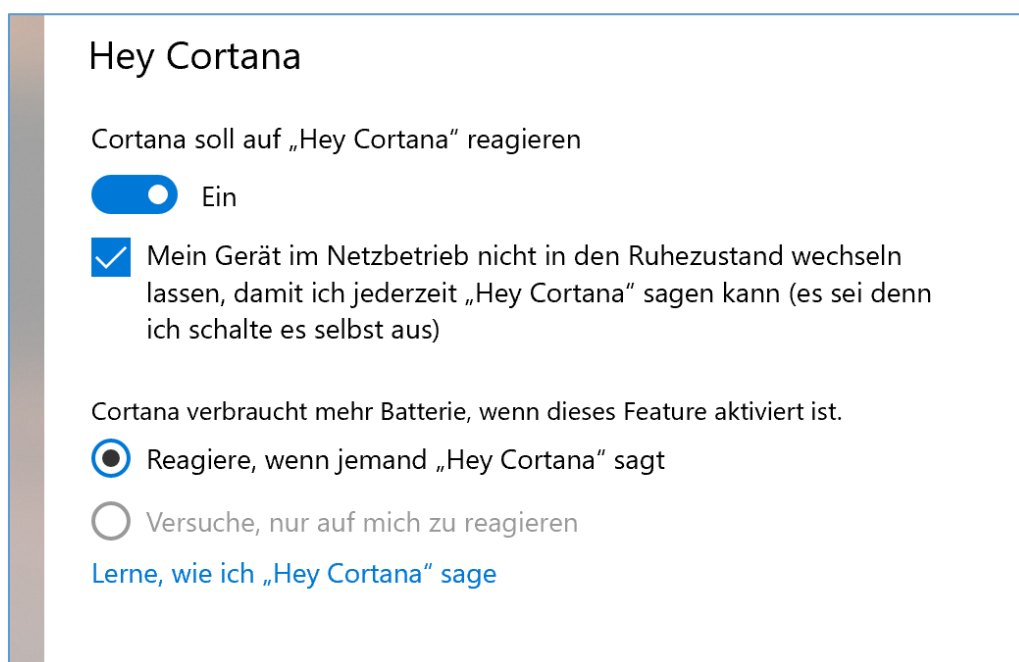 Hey Cortana
Cortana soll auf „Hey Cortana“ reagieren
Ein
Mein Gerät im Netzbetrieb nicht in den Ruhezustand wechseln
lassen, damit ich jederzeit „Hey Cortana“ sagen kann (es sei denn
ich schalte es selbst aus)
Cortana verbraucht mehr Batterie, wenn dieses Feature aktiviert ist.
Reagiere, wenn jemand „Hey Cortana“ sagt
Versuche, nur auf mich zu reagieren
Lerne, wie ich „Hey Cortana“ sage